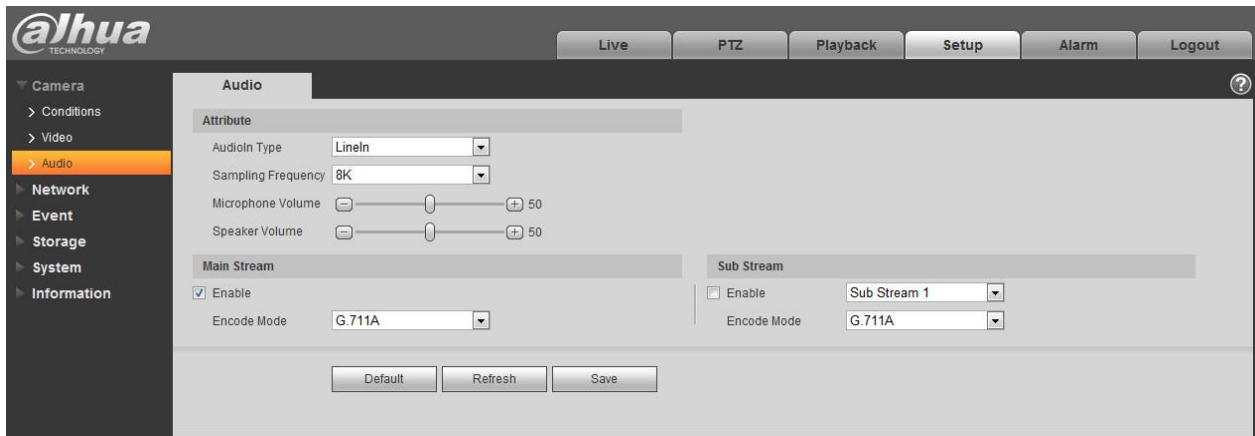 alhua
TECHNOLOGY
Live PTZ Playback Setup Alarm Logout
Camera
Conditions
Video
Audio
Network
Event
Storage
System
Information
Audio
?
Attribute
AudioIn Type LineIn
Sampling Frequency 8K
Microphone Volume 50
Speaker Volume 50
Main Stream
Enable
Encode Mode G.711A
Sub Stream
Enable Sub Stream 1
Encode Mode G.711A
Default Refresh Save